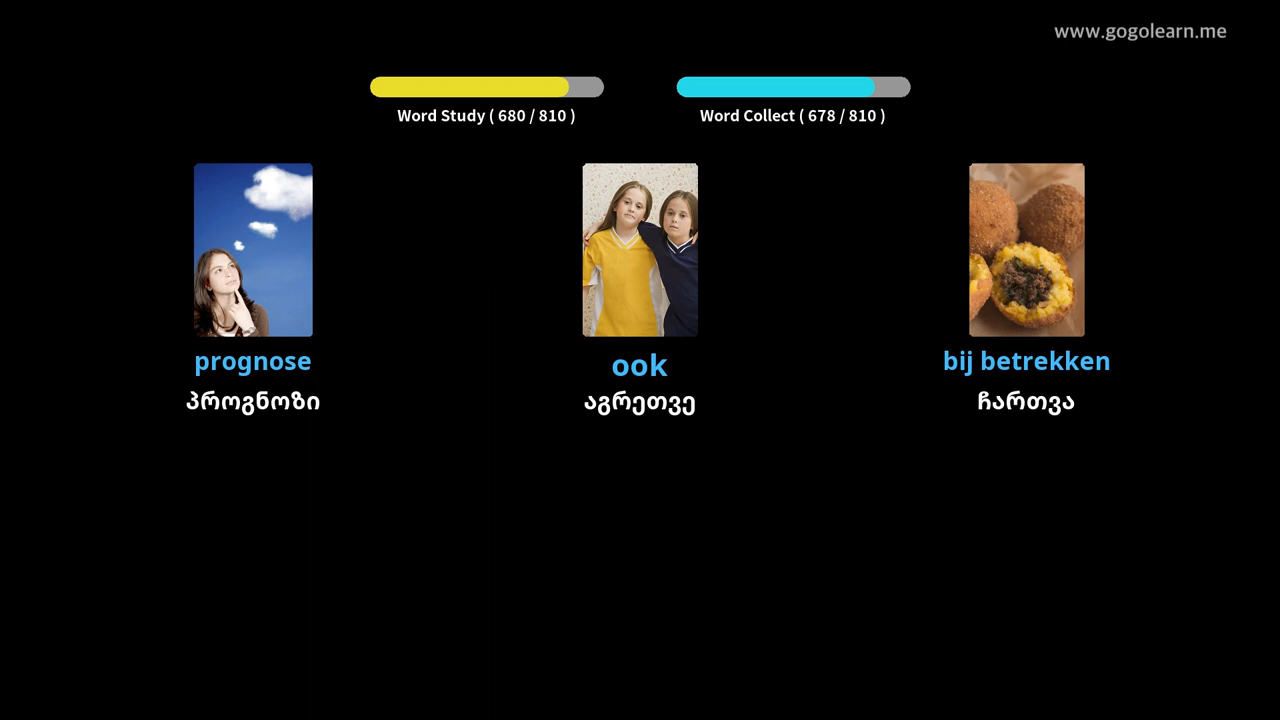 www.gogolearn.me
Word Study ( 680 / 810 )
Word Collect ( 678 / 810 )
prognose
ook
bij betrekken
პროგნოზი
აგრეთვე
ჩართვა